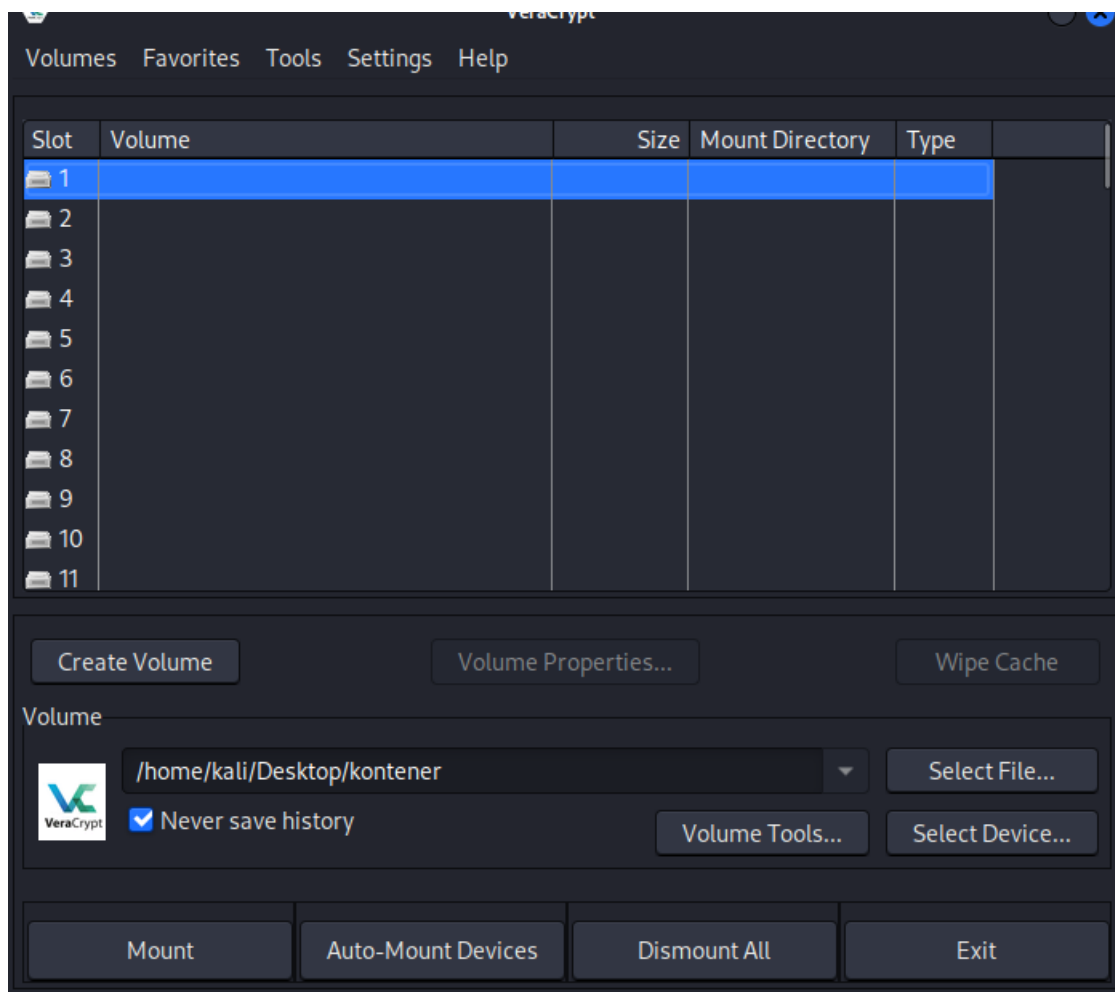 VeraCrypt
Volumes Favorites Tools Settings Help
Slot Volume Size Mount Directory Type
1
2
3
4
5
6
7
8
9
10
11
Create Volume Volume Properties... Wipe Cache
Volume
/home/kali/Desktop/kontener Select File...
VeraCrypt Never save history Volume Tools... Select Device...
Mount Auto-Mount Devices Dismount All Exit